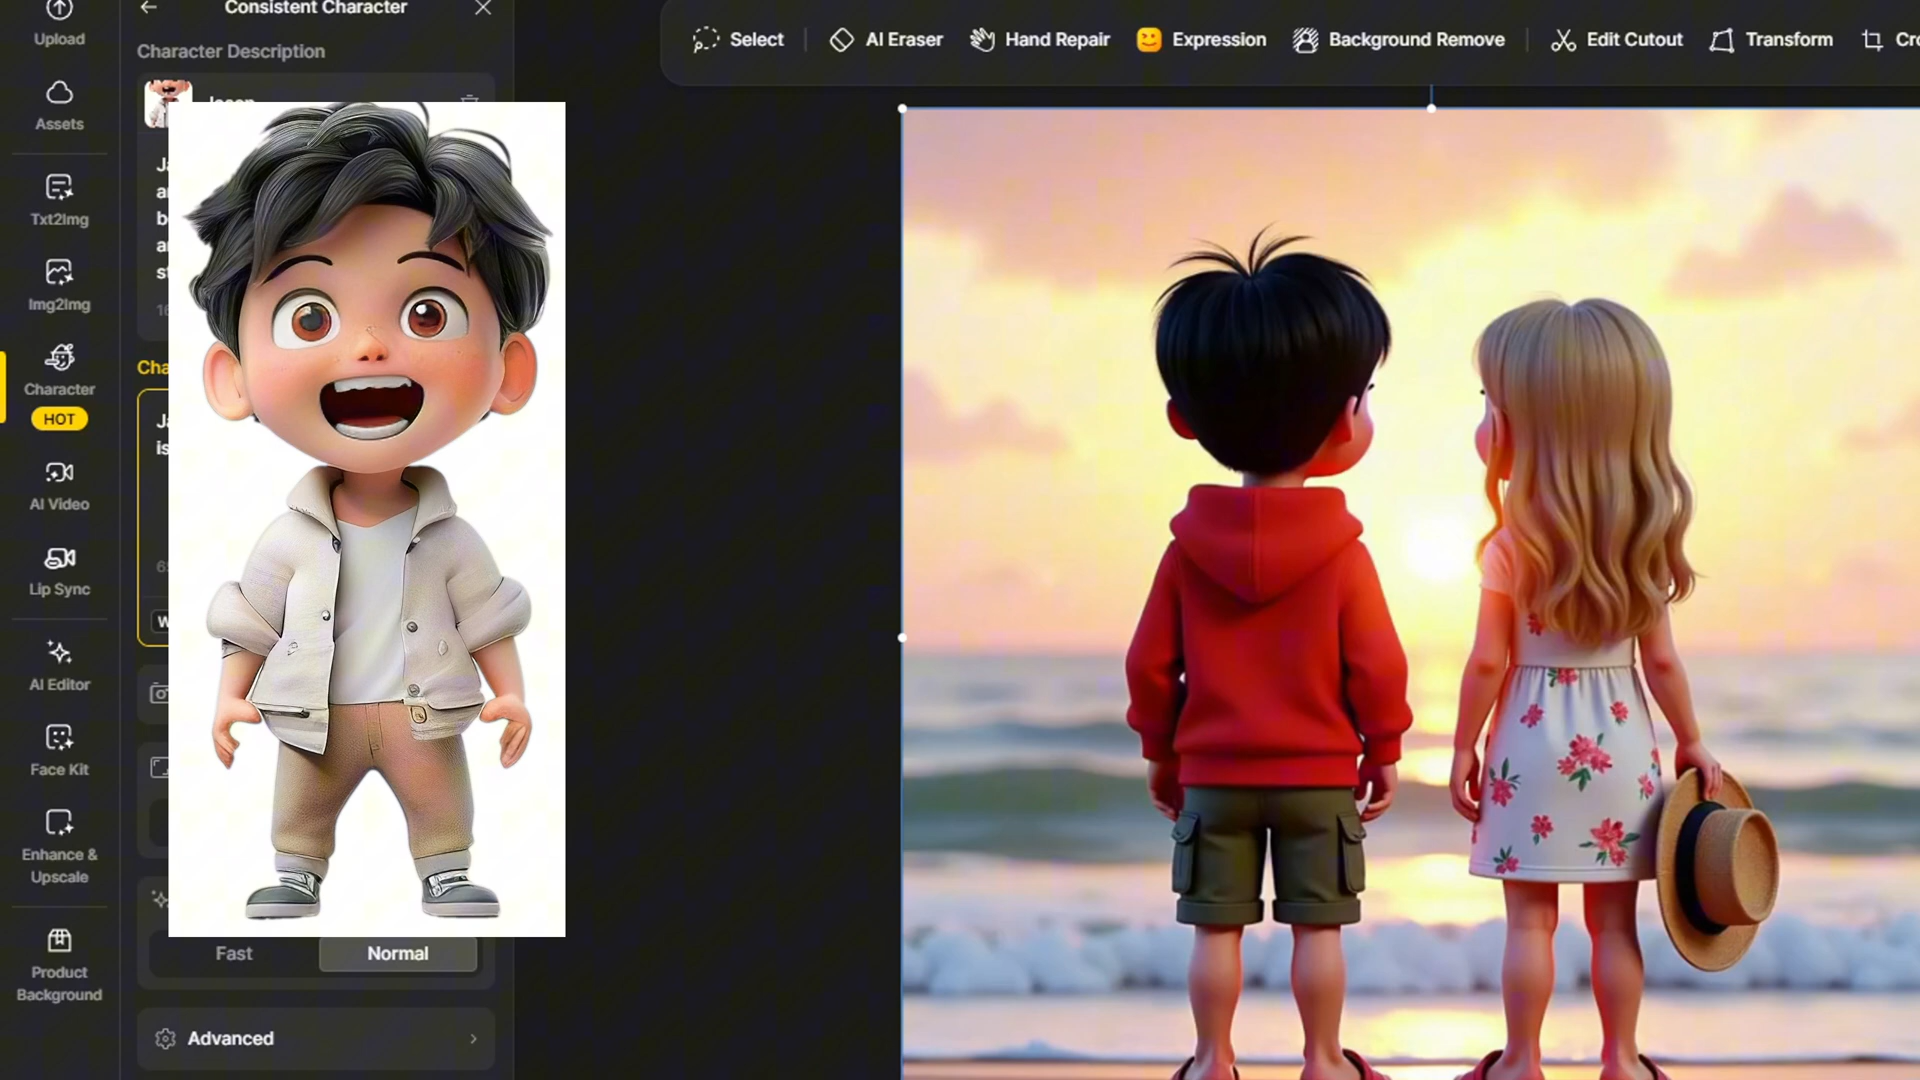 Upload
Assets
Txt2Img
Img2Img
Character
HOT
AI Video
Lip Sync
AI Editor
Face Kit
Enhance &
Upscale
Product
Background
Consistent Character
Character Description
Fast
Normal
Advanced
Select
AI Eraser
Hand Repair
Expression
Background Remove
Edit Cutout
Transform